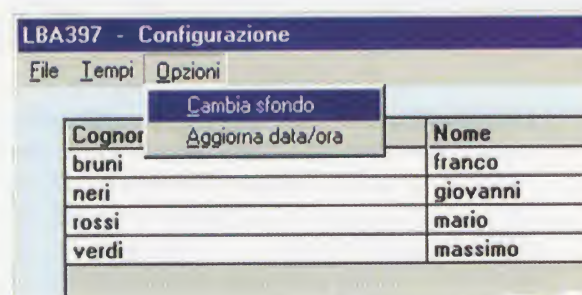 LBA397 - Configurazione
File Tempi Opzioni
Cambia sfondo
Aggiorna data/ora
Nome
bruni franco
neri giovanni
rossi mario
verdi massimo